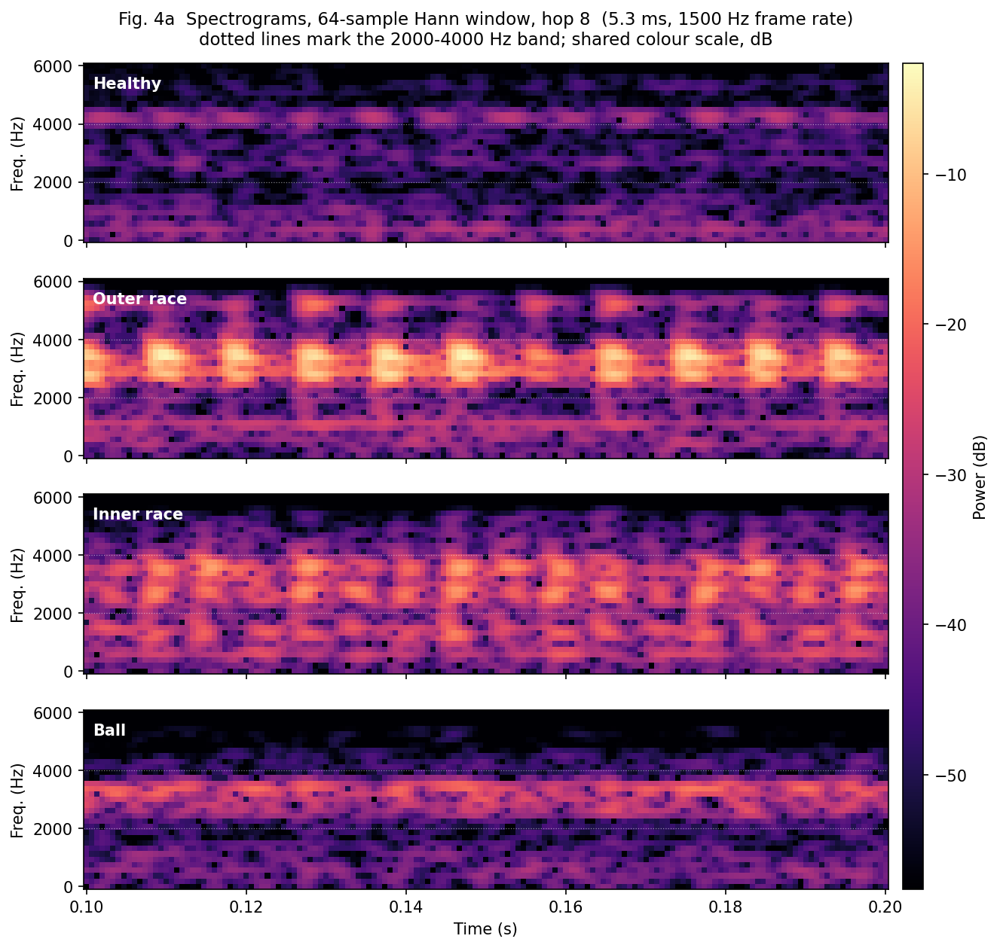 Fig. 4a  Spectrograms, 64-sample Hann window, hop 8  (5.3 ms, 1500 Hz frame rate)
dotted lines mark the 2000-4000 Hz band; shared colour scale, dB
6000
4000
2000
0
Freq. (Hz)
Healthy
6000
4000
2000
0
Freq. (Hz)
Outer race
6000
4000
2000
0
Freq. (Hz)
Inner race
6000
4000
2000
0
Freq. (Hz)
Ball
0.10
0.12
0.14
0.16
0.18
0.20
Time (s)
−10
−20
−30
−40
−50
Power (dB)